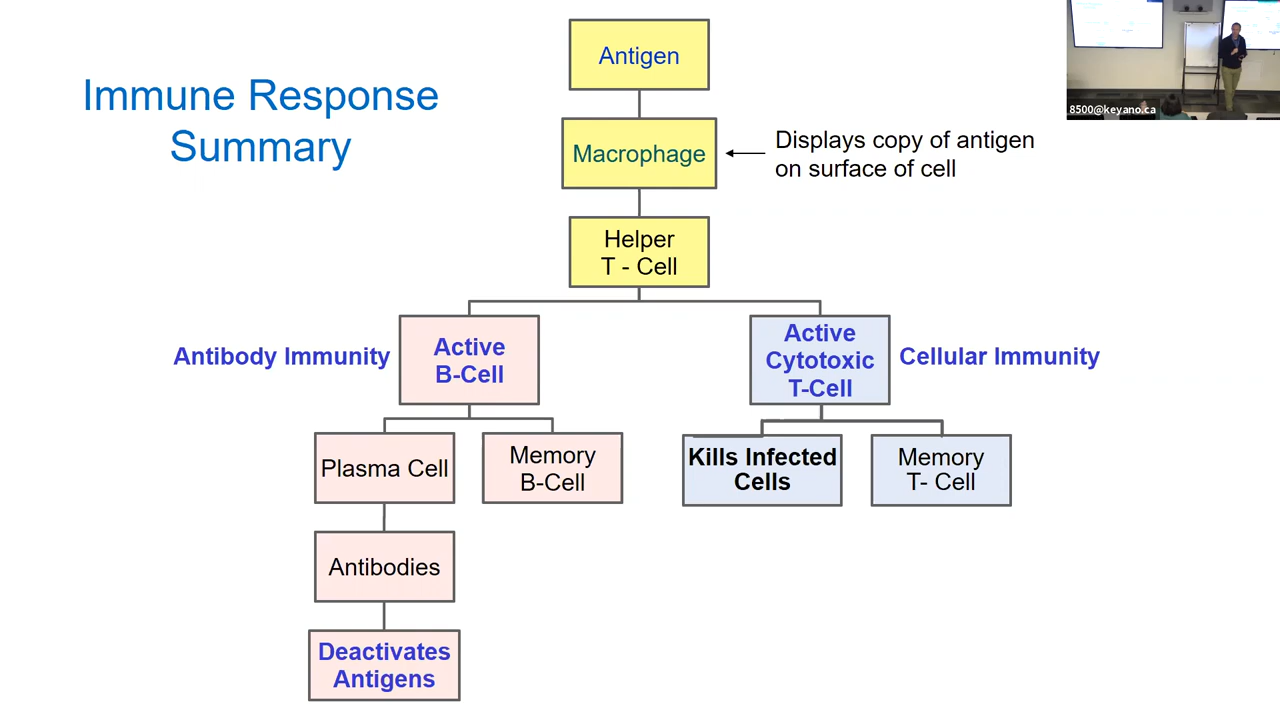 Immune Response
Summary
Antigen
8500@keyano.ca
Macrophage
Displays copy of antigen
on surface of cell
Helper
T - Cell
Antibody Immunity
Active
B-Cell
Active
Cytotoxic
T-Cell
Cellular Immunity
Plasma Cell
Memory
B-Cell
Kills Infected
Cells
Memory
T- Cell
Antibodies
Deactivates
Antigens